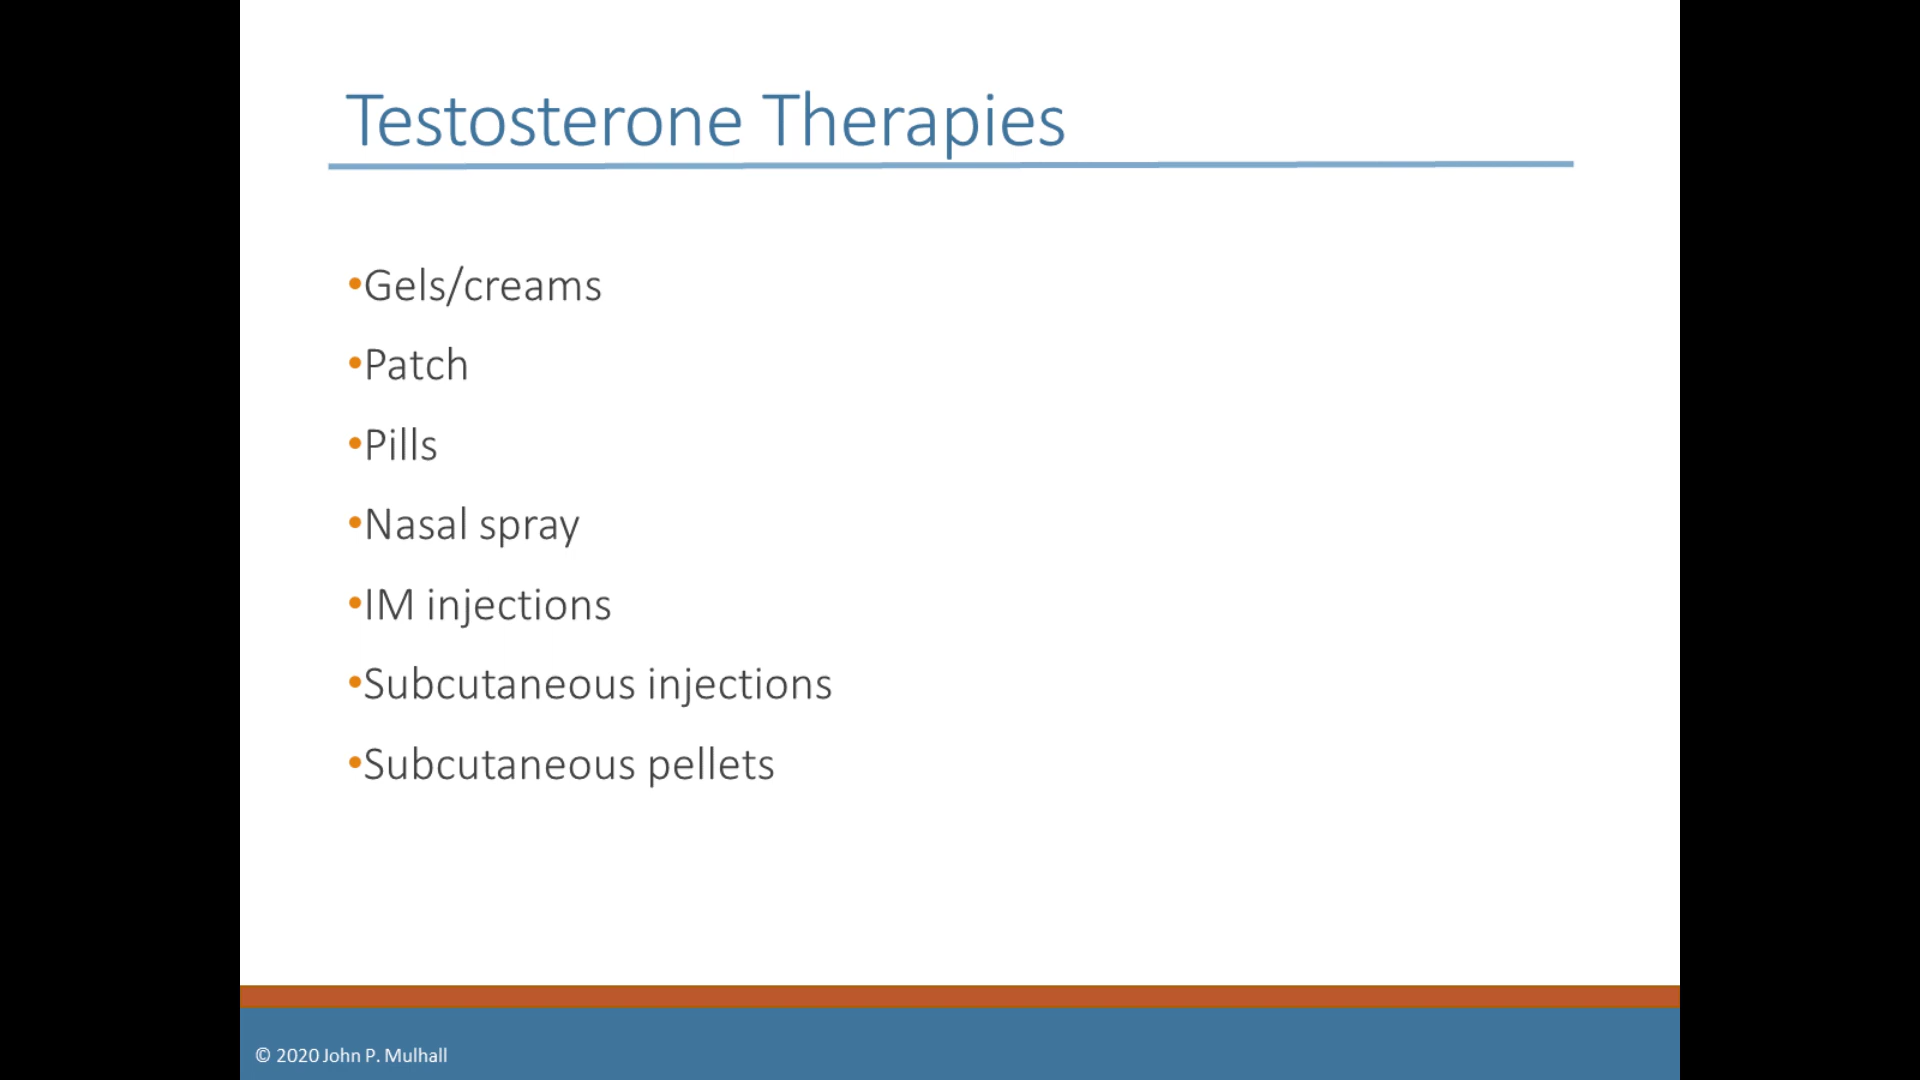 Testosterone Therapies
•Gels/creams
•Patch
•Pills
•Nasal spray
•IM injections
•Subcutaneous injections
•Subcutaneous pellets
© 2020 John P. Mulhall